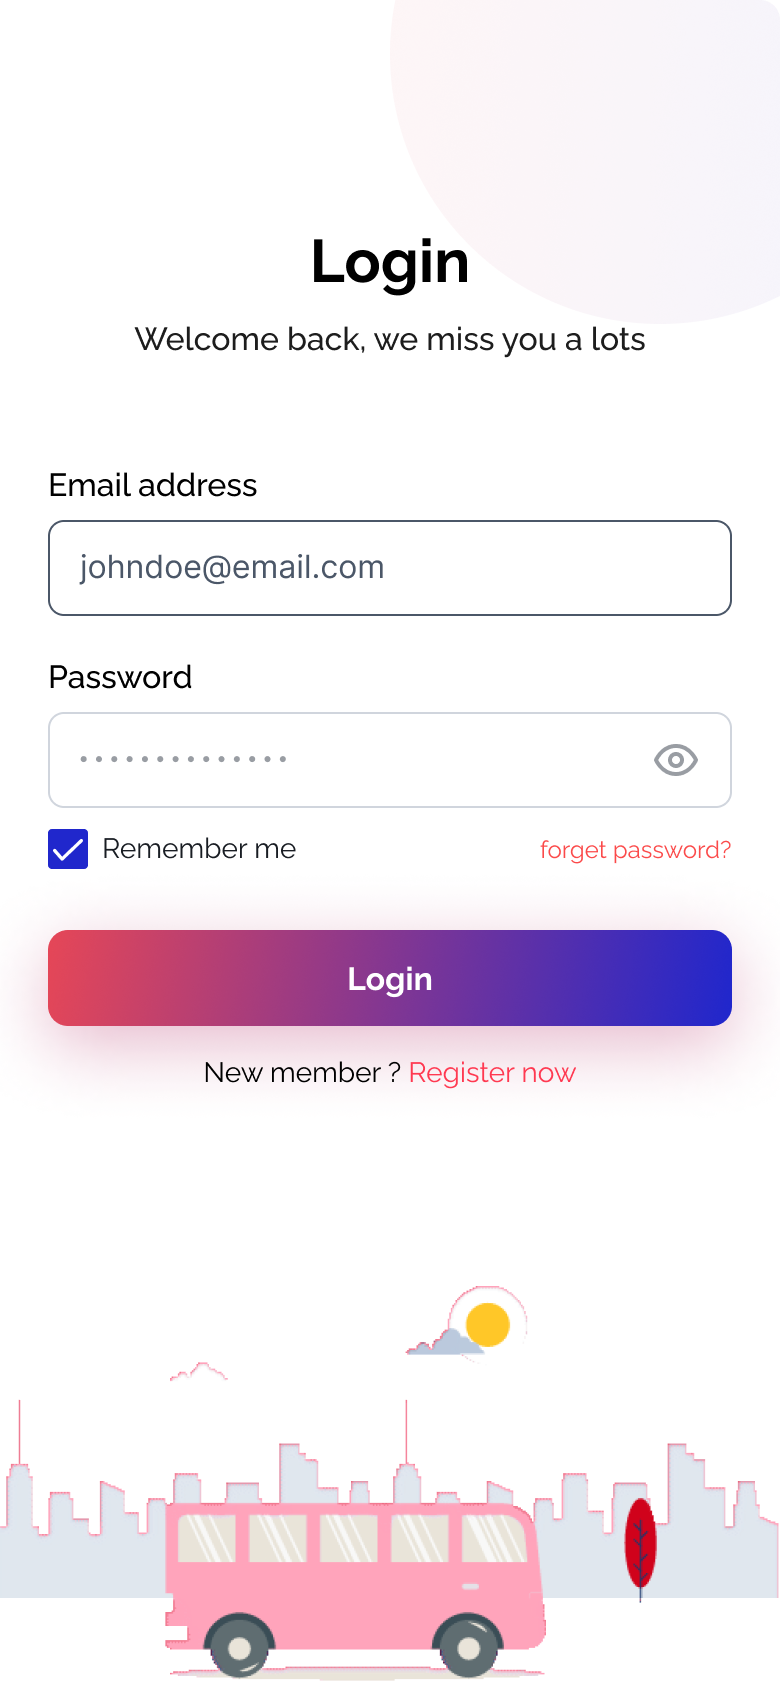 Login
Welcome back, we miss you a lots
Email address
johndoe@email.com
Password
••••••••••••••
Remember me
forget password?
Login
New member ? Register now